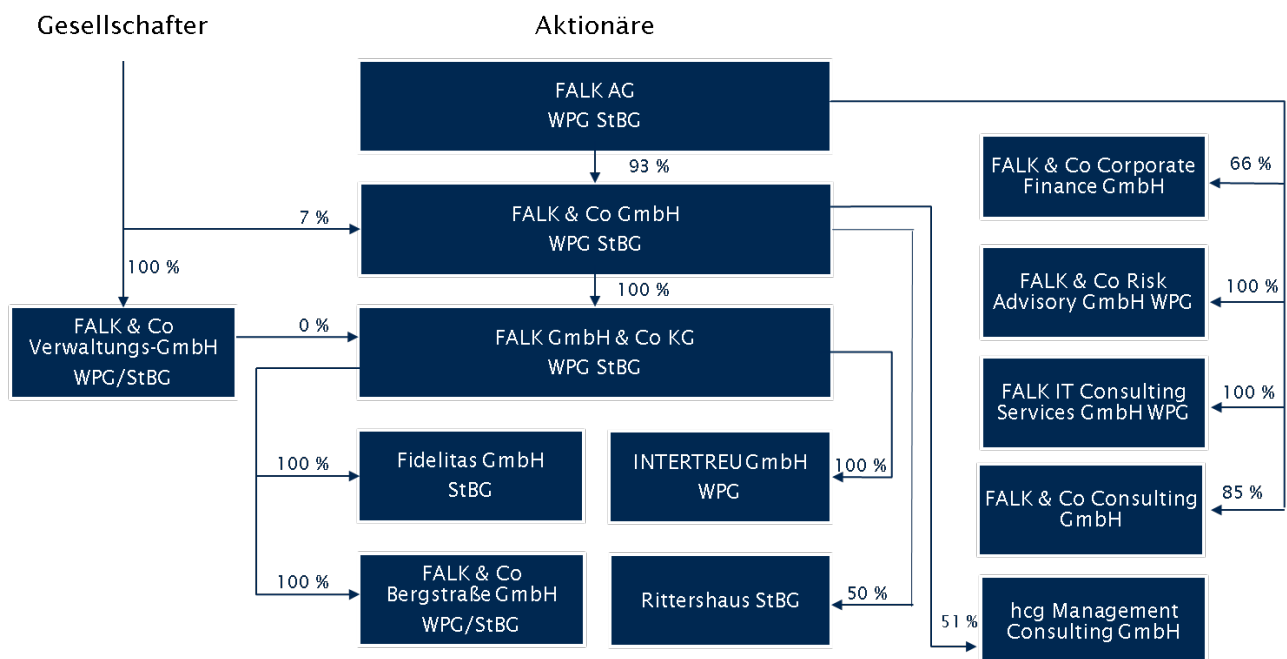 Gesellschafter
Aktionäre
FALK AG
WPG StBG
93 %
FALK & Co Corporate
Finance GmbH
66 %
7 %
FALK & Co GmbH
WPG StBG
100 %
100 %
FALK & Co Risk
Advisory GmbH WPG
100 %
FALK & Co
Verwaltungs-GmbH
WPG/StBG
0 %
FALK GmbH & Co KG
WPG StBG
FALK IT Consulting
Services GmbH WPG
100 %
100 %
Fidelitas GmbH
StBG
INTERTREU GmbH
WPG
100 %
FALK & Co Consulting
GmbH
85 %
100 %
FALK & Co
Bergstraße GmbH
WPG/StBG
Rittershaus StBG
50 %
51 %
hcg Management
Consulting GmbH